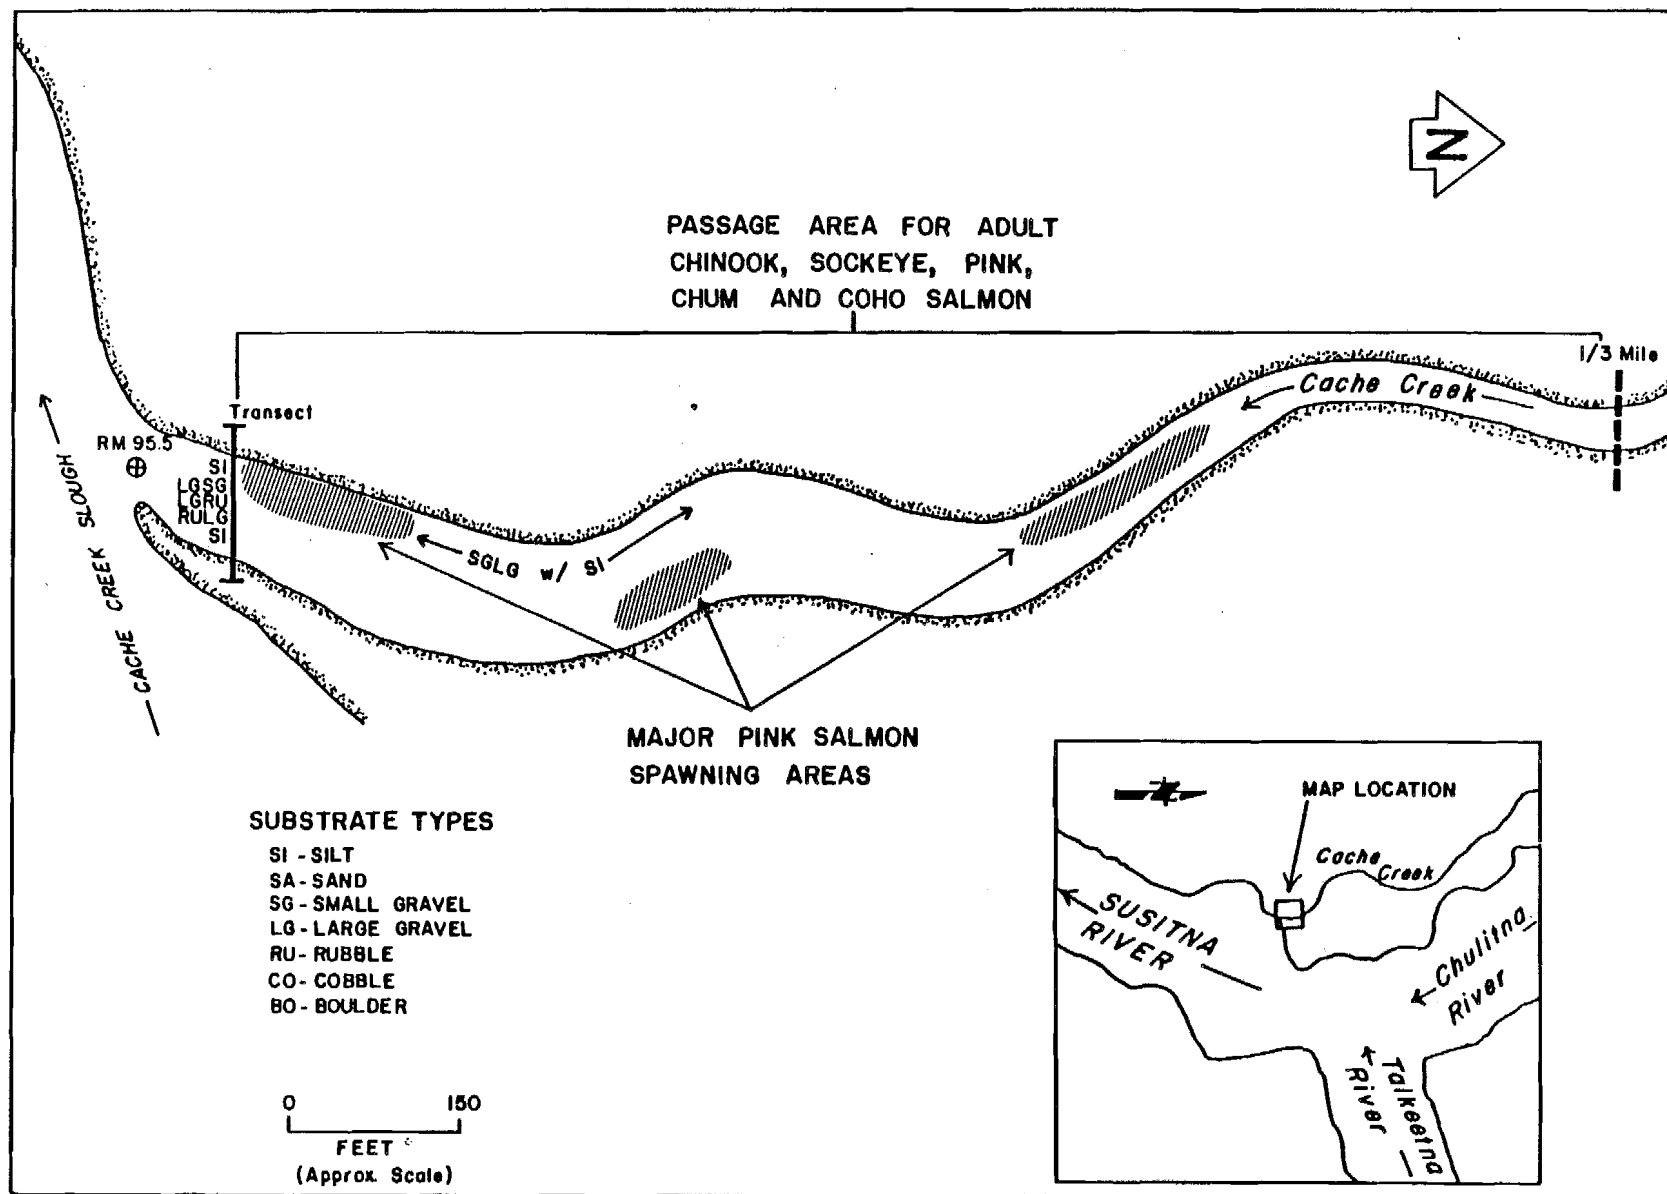 N
PASSAGE AREA FOR ADULT
CHINOOK, SOCKEYE, PINK,
CHUM AND COHO SALMON
1/3 Mile
Cache Creek
Transect
RM 95.5
SI
LGSG
LGRU
RULG
SI
SGLG w/ SI
CACHE CREEK SLOUGH
MAJOR PINK SALMON
SPAWNING AREAS
SUBSTRATE TYPES
SI - SILT
SA - SAND
SG - SMALL GRAVEL
LG - LARGE GRAVEL
RU - RUBBLE
CO - COBBLE
BO - BOULDER
0 150
FEET
(Approx. Scale)
MAP LOCATION
Cache
Creek
SUSITNA
RIVER
Chulitna
River
Talkeetna
River